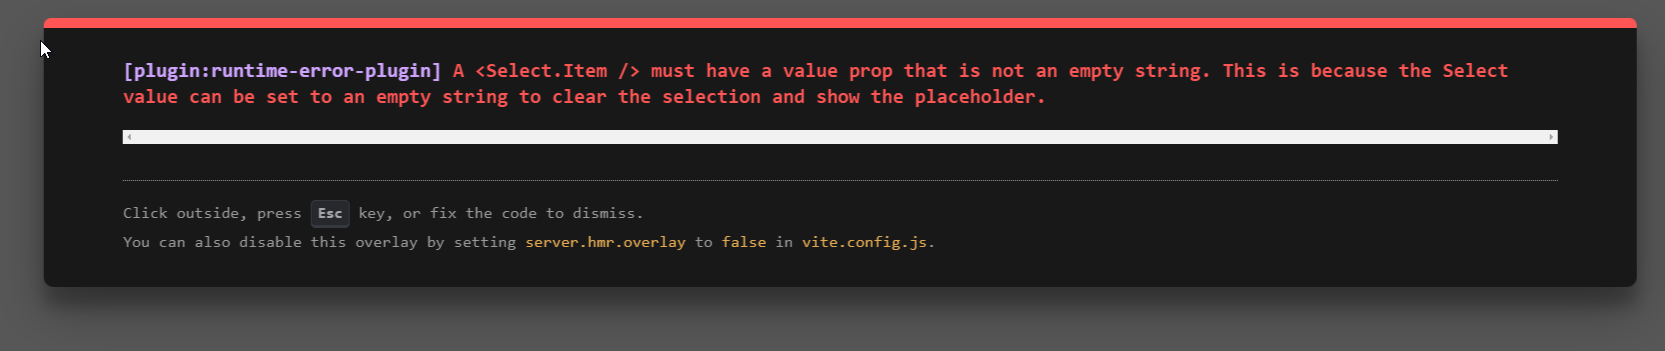 [plugin:runtime-error-plugin] A <Select.Item /> must have a value prop that is not an empty string. This is because the Select
value can be set to an empty string to clear the selection and show the placeholder.
Click outside, press Esc key, or fix the code to dismiss.
You can also disable this overlay by setting server.hmr.overlay to false in vite.config.js.